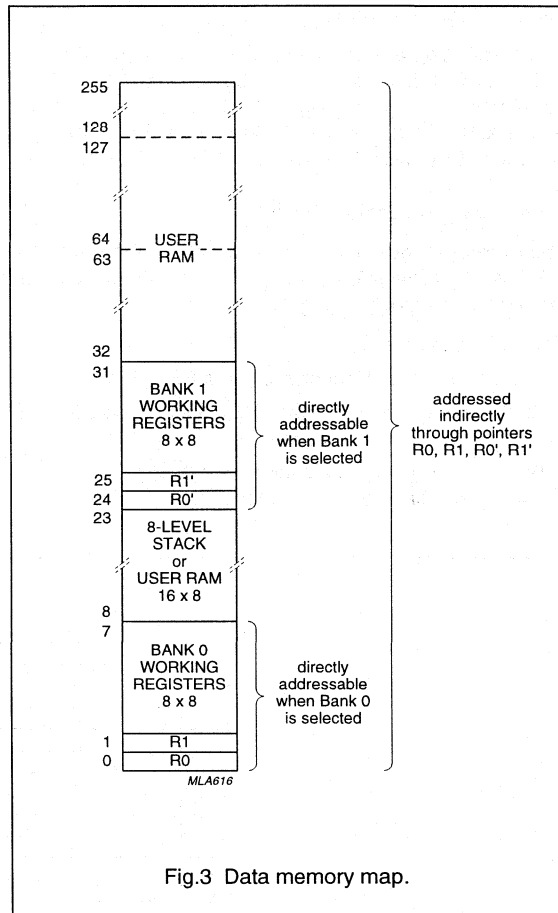 255
128
127
64
63
USER
RAM
32
31
BANK 1
WORKING
REGISTERS
8 x 8
directly
addressable
when Bank 1
is selected
addressed
indirectly
through pointers
R0, R1, R0', R1'
25
R1'
24
R0'
23
8-LEVEL
STACK
or
USER RAM
16 x 8
8
7
BANK 0
WORKING
REGISTERS
8 x 8
directly
addressable
when Bank 0
is selected
1
R1
0
R0
MLA616
Fig.3 Data memory map.